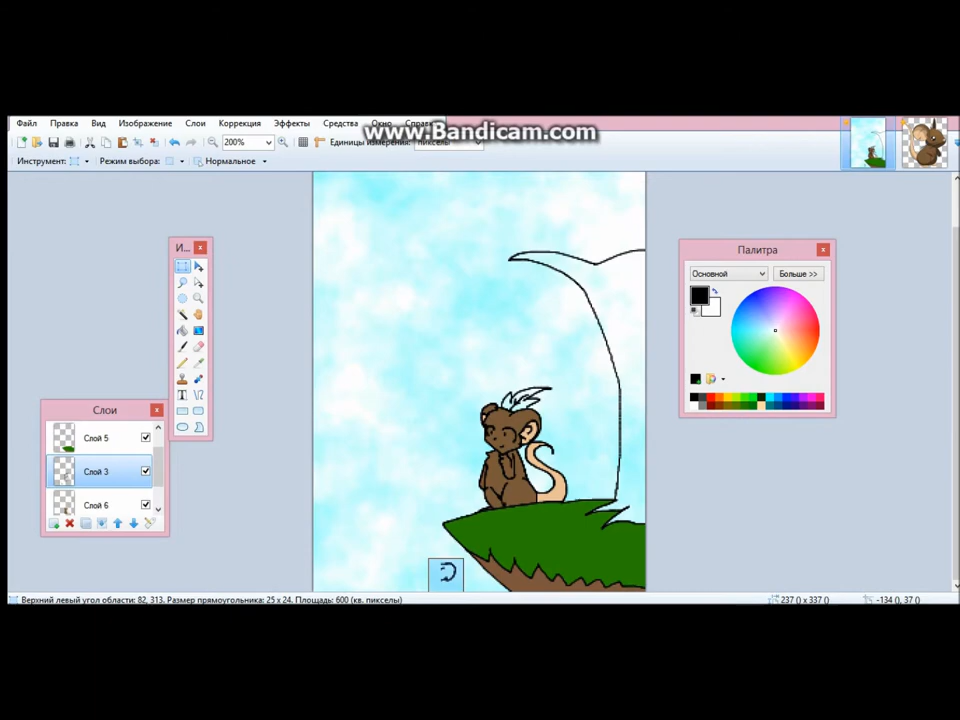 Файл Правка Вид Изображение Слои Коррекция Эффекты Средства Окно
www.Bandicam.com
200% Единицы измерения: пиксель
Инструмент: Режим выбора: Нормальное
И...
Палитра
Основной Больше >>
Слои
Слой 5
Слой 3
Слой 6
Верхний левый угол области: 82, 313. Размер прямоугольника: 25 x 24. Площадь: 600 (кв. пикселы) 237 () x 337 () -134 (), 37 ()